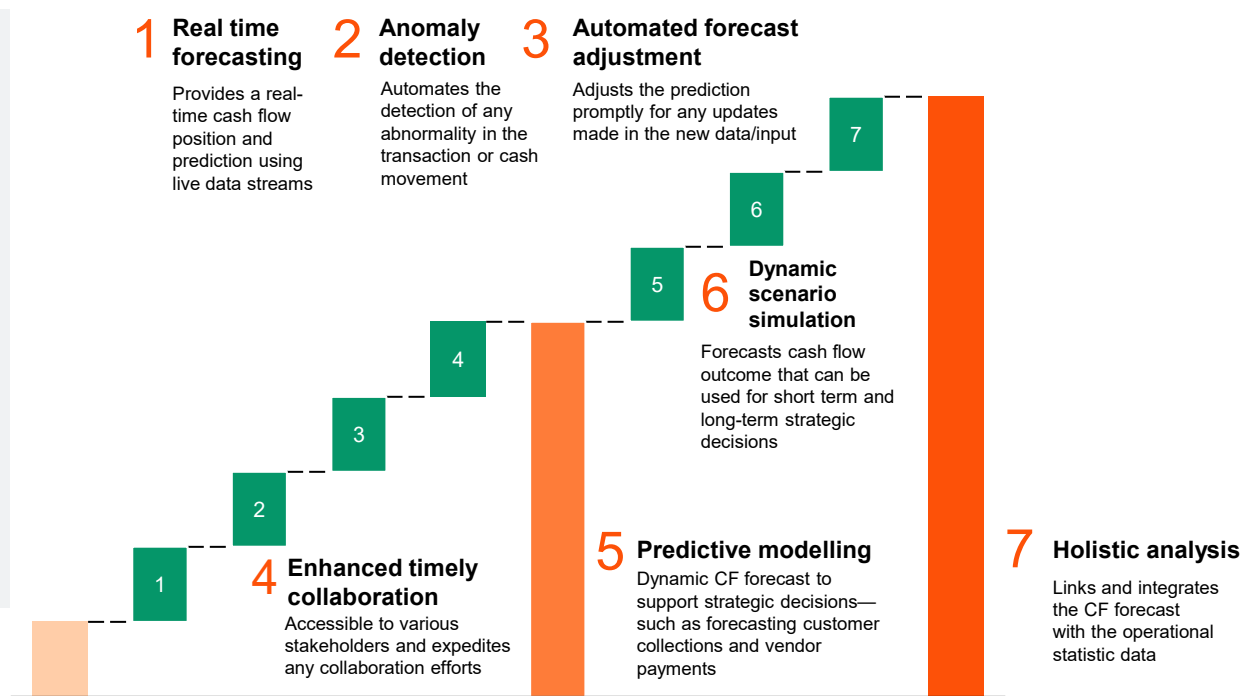 1
Real time
forecasting
Provides a real-
time cash flow
position and
prediction using
live data streams
2
Anomaly
detection
Automates the
detection of any
abnormality in the
transaction or cash
movement
3
Automated forecast
adjustment
Adjusts the prediction
promptly for any updates
made in the new data/input
7
6
5
4
3
2
1
6
Dynamic
scenario
simulation
Forecasts cash flow
outcome that can be
used for short term and
long-term strategic
decisions
4
Enhanced timely
collaboration
Accessible to various
stakeholders and expedites
any collaboration efforts
5
Predictive modelling
Dynamic CF forecast to
support strategic decisions—
such as forecasting customer
collections and vendor
payments
7
Holistic analysis
Links and integrates
the CF forecast
with the operational
statistic data